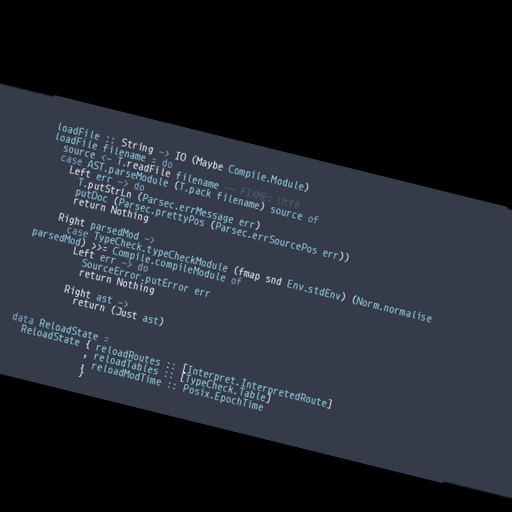 loadFile :: String -> IO (Maybe Compile.Module)
loadFile filename = do
source <- T.readFile filename -- FIXME: Utf8
case AST.parseModule (T.pack filename) source of
Left err -> do
T.putStrLn (Parsec.errMessage err)
putDoc (Parsec.prettyPos (Parsec.errSourcePos err))
return Nothing
Right parsedMod ->
case TypeCheck.typeCheckModule (fmap snd Env.stdEnv) (Norm.normalise
parsedMod) >>= Compile.compileModule of
Left err -> do
SourceError.putError err
return Nothing
Right ast ->
return (Just ast)
data ReloadState =
ReloadState { reloadRoutes :: [Interpret.InterpretedRoute]
, reloadTables :: [TypeCheck.Table]
, reloadModTime :: Posix.EpochTime
}